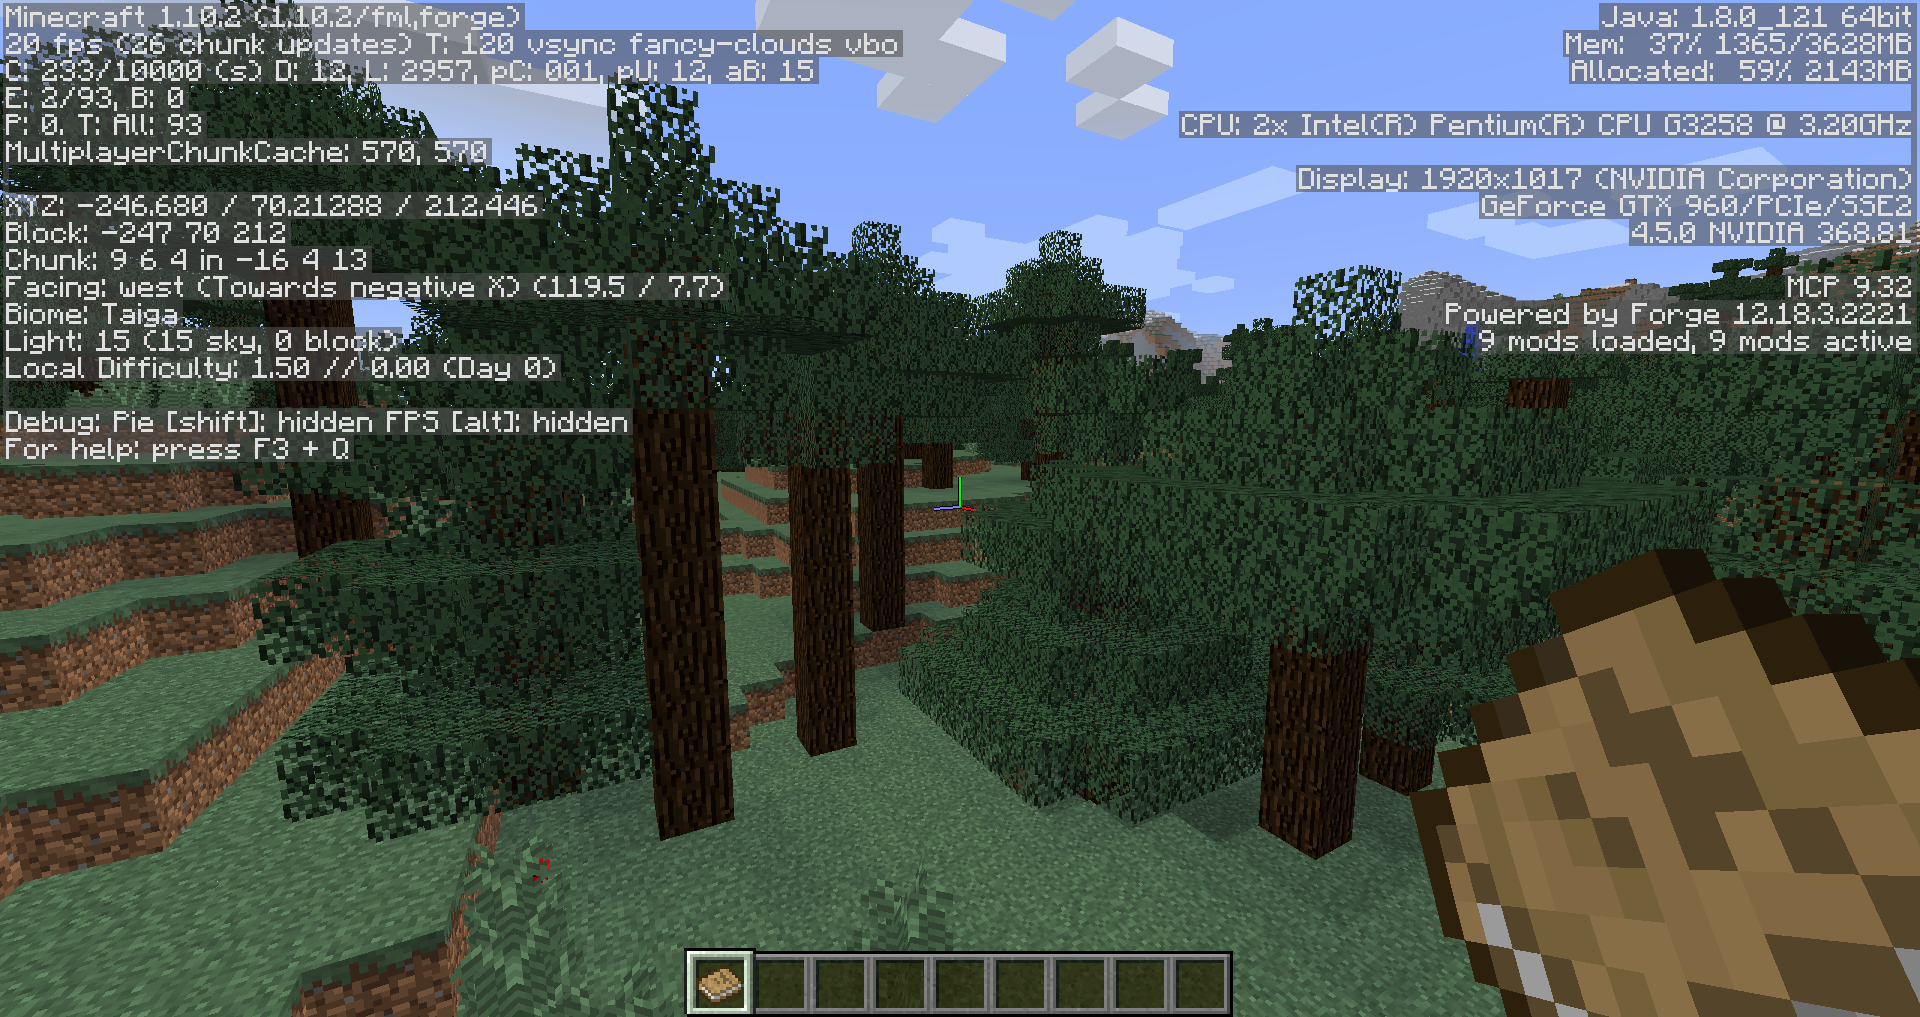 Minecraft 1.10.2 (1.10.2/fml,forge)
20 fps (26 chunk updates) T: 120 vsync fancy-clouds vbo
C: 233/10000 (s) D: 12, L: 2957, pC: 001, pU: 12, aB: 15
E: 2/93, B: 0
P: 0. T: All: 93
MultiplayerChunkCache: 570, 570
XYZ: -246.680 / 70.21288 / 212.446
Block: -247 70 212
Chunk: 9 6 4 in -16 4 13
Facing: west (Towards negative X) (119.5 / 7.7)
Biome: Taiga
Light: 15 (15 sky, 0 block)
Local Difficulty: 1.50 // 0.00 (Day 0)
Debug: Pie [shift]: hidden FPS [alt]: hidden
For help: press F3 + Q
Java: 1.8.0_121 64bit
Mem: 37% 1365/3628MB
Allocated: 59% 2143MB
CPU: 2x Intel(R) Pentium(R) CPU G3258 @ 3.20GHz
Display: 1920x1017 (NVIDIA Corporation)
GeForce GTX 960/PCIe/SSE2
4.5.0 NVIDIA 368.81
MCP 9.32
Powered by Forge 12.18.3.2221
9 mods loaded, 9 mods active